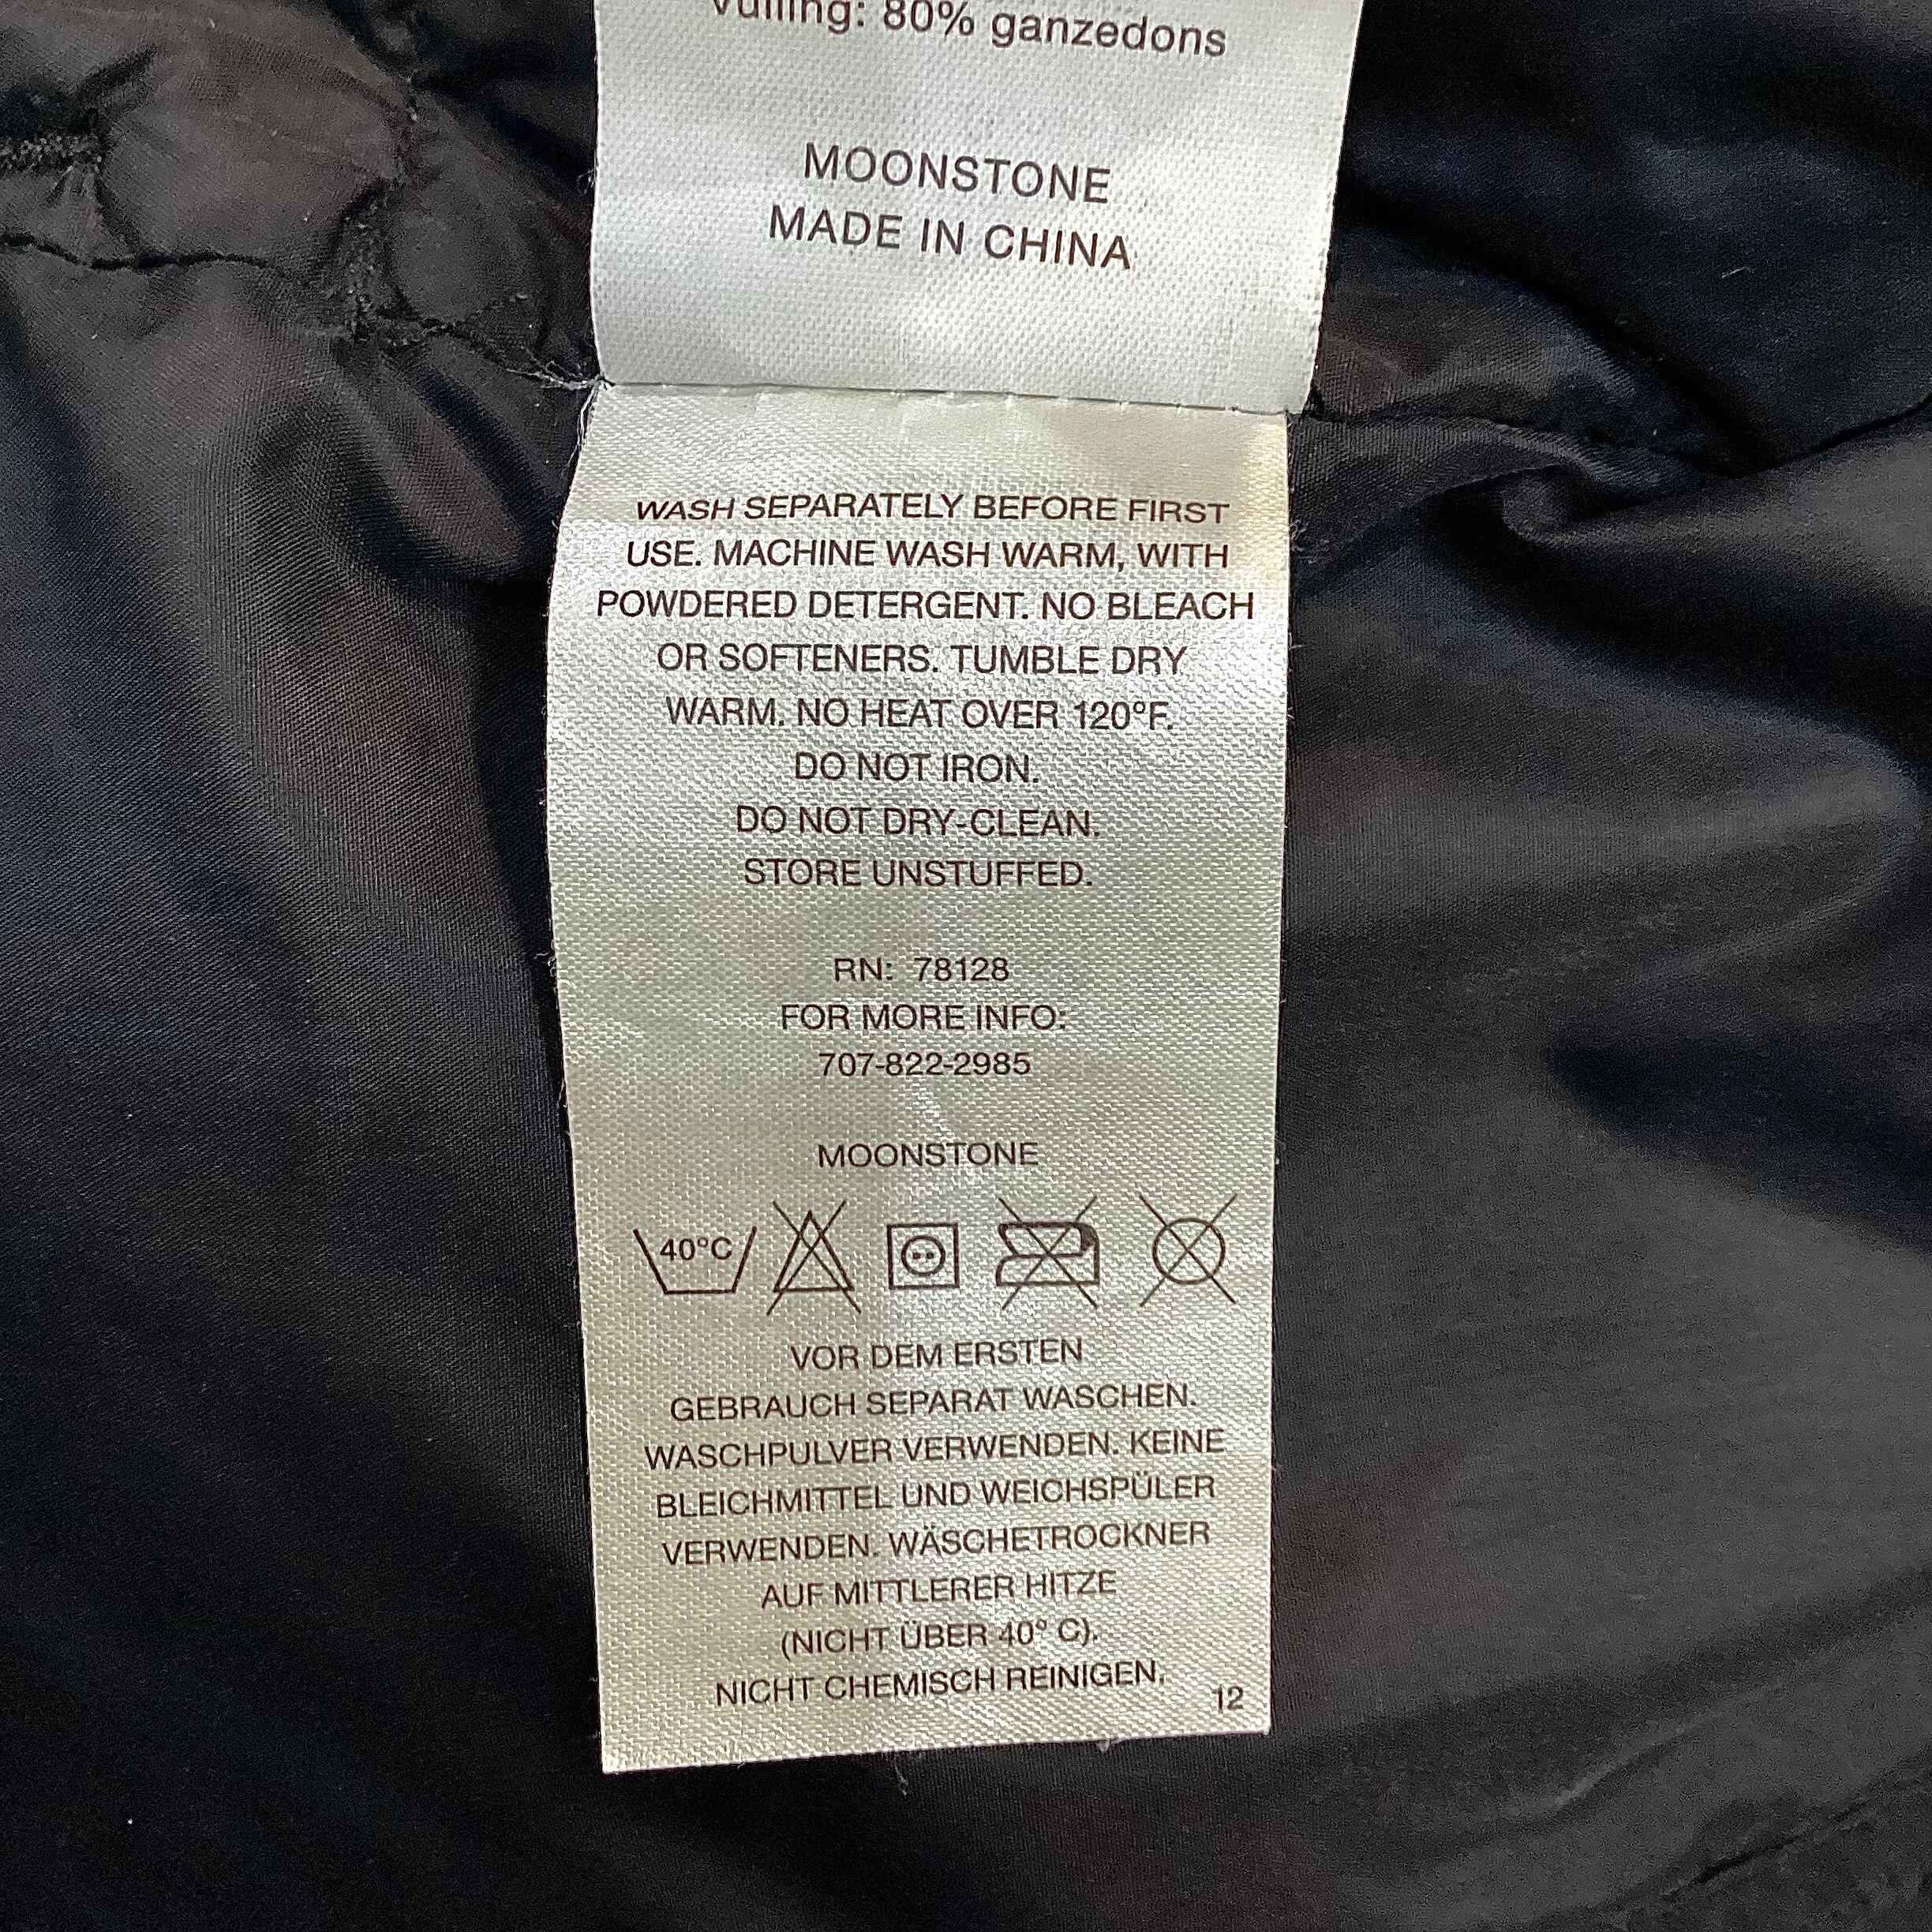 Vulling: 80% ganzedons
MOONSTONE
MADE IN CHINA
WASH SEPARATELY BEFORE FIRST
USE. MACHINE WASH WARM, WITH
POWDERED DETERGENT. NO BLEACH
OR SOFTENERS. TUMBLE DRY
WARM. NO HEAT OVER 120°F.
DO NOT IRON.
DO NOT DRY-CLEAN.
STORE UNSTUFFED.
RN: 78128
FOR MORE INFO:
707-822-2985
MOONSTONE
40°C
VOR DEM ERSTEN
GEBRAUCH SEPARAT WASCHEN.
WASCHPULVER VERWENDEN. KEINE
BLEICHMITTEL UND WEICHSPÜLER
VERWENDEN. WÄSCHETROCKNER
AUF MITTLERER HITZE
(NICHT ÜBER 40° C).
NICHT CHEMISCH REINIGEN.
12